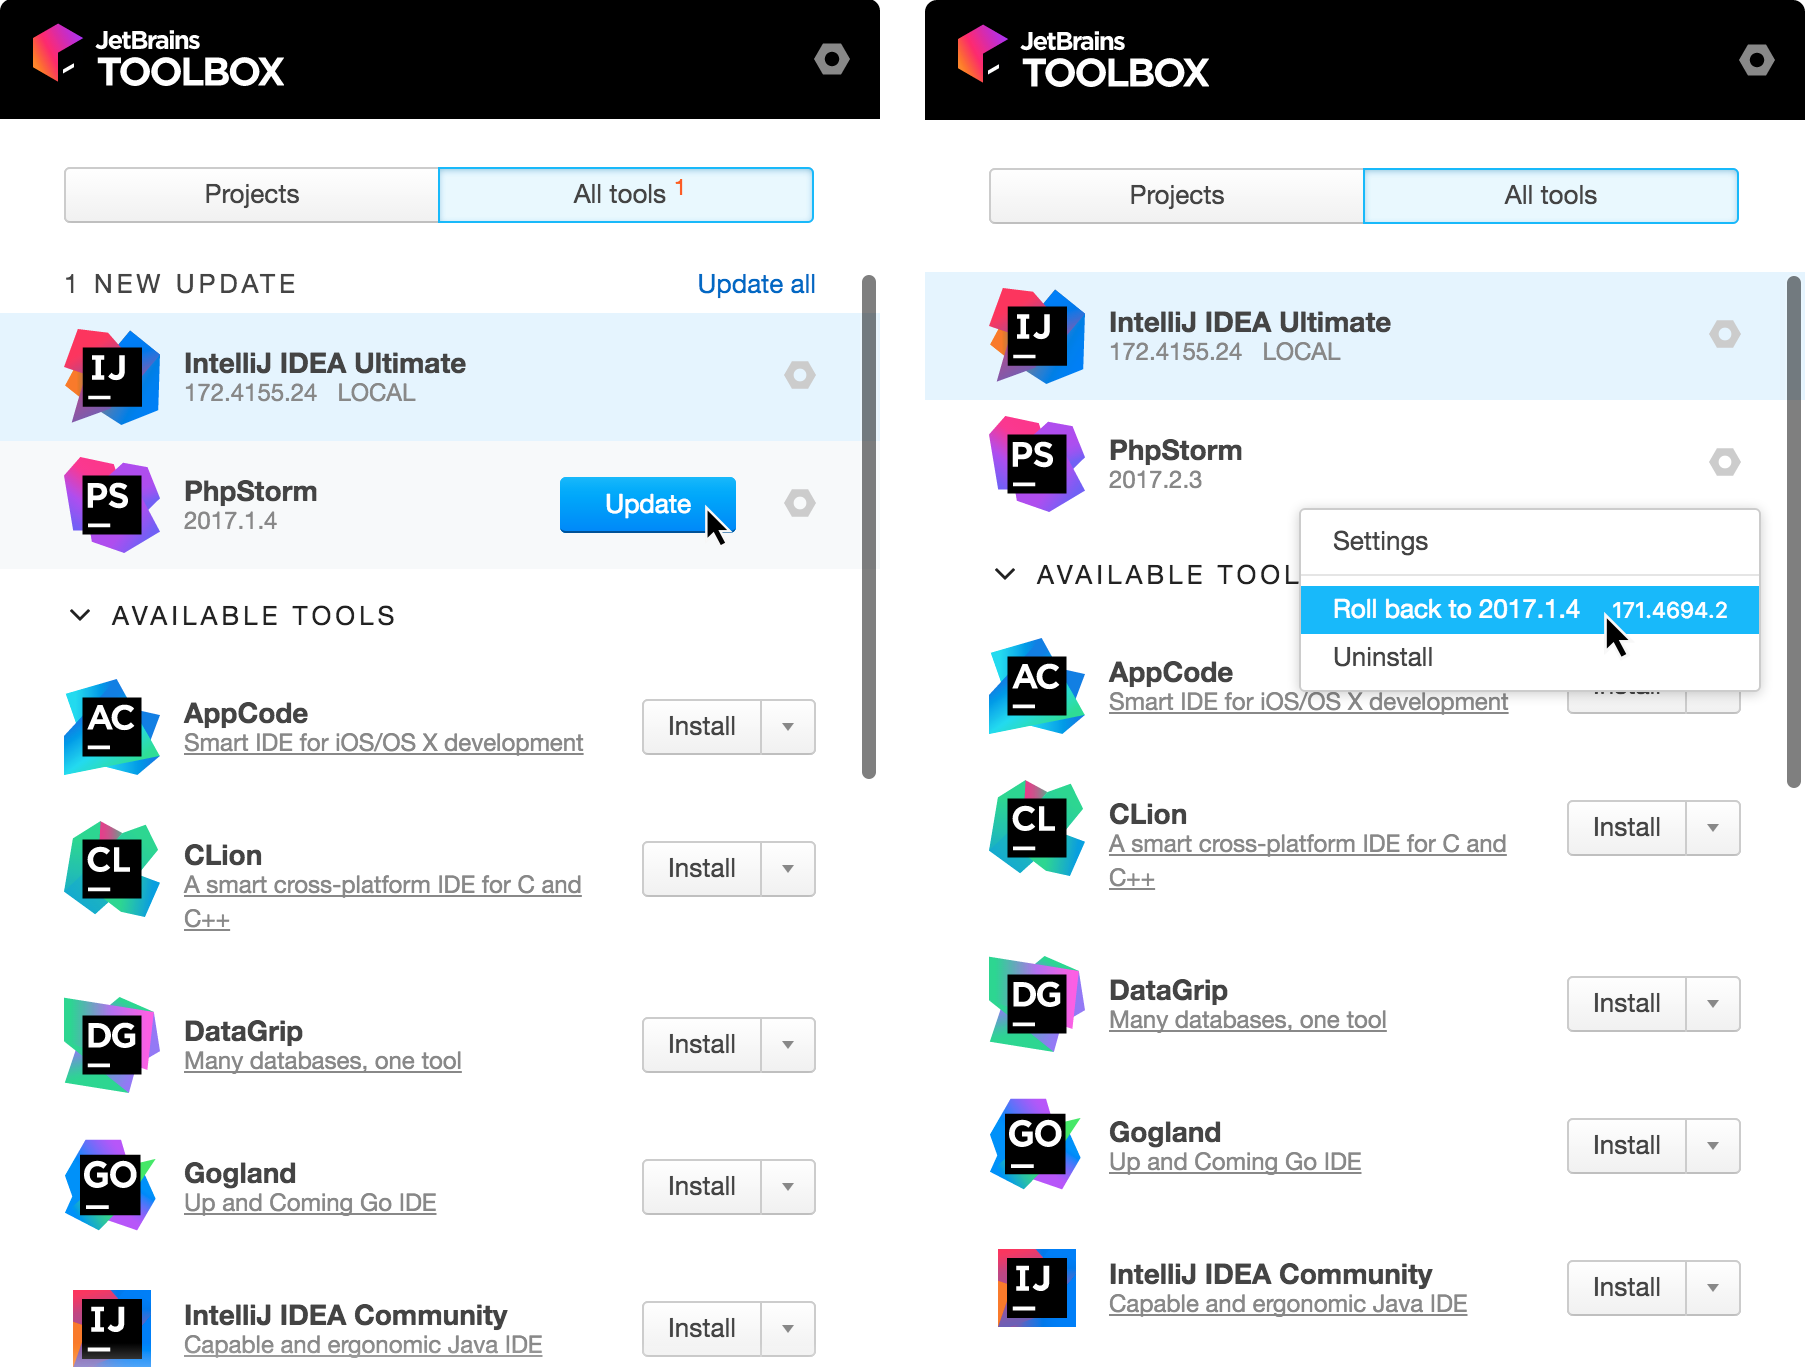 JetBrains
TOOLBOX
Projects
All tools 1
1 NEW UPDATE
Update all
IJ
IntelliJ IDEA Ultimate
172.4155.24 LOCAL
PS
PhpStorm
2017.1.4
Update
AVAILABLE TOOLS
AC
AppCode
Smart IDE for iOS/OS X development
Install
CL
CLion
A smart cross-platform IDE for C and
C++
Install
DG
DataGrip
Many databases, one tool
Install
GO
Gogland
Up and Coming Go IDE
Install
IJ
IntelliJ IDEA Community
Capable and ergonomic Java IDE
Install
JetBrains
TOOLBOX
Projects
All tools
IJ
IntelliJ IDEA Ultimate
172.4155.24 LOCAL
PS
PhpStorm
2017.2.3
Settings
Roll back to 2017.1.4 171.4694.2
Uninstall
AVAILABLE TOOL
AC
AppCode
Smart IDE for iOS/OS X development
Install
CL
CLion
A smart cross-platform IDE for C and
C++
Install
DG
DataGrip
Many databases, one tool
Install
GO
Gogland
Up and Coming Go IDE
Install
IJ
IntelliJ IDEA Community
Capable and ergonomic Java IDE
Install